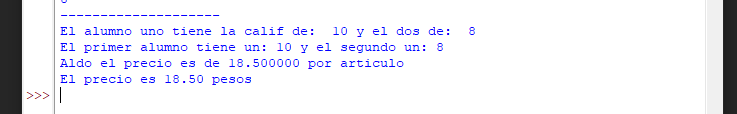 --------------------
El alumno uno tiene la calif de:  10 y el dos de:  8
El primer alumno tiene un: 10 y el segundo un: 8
Aldo el precio es de 18.500000 por articulo
El precio es 18.50 pesos
>>>